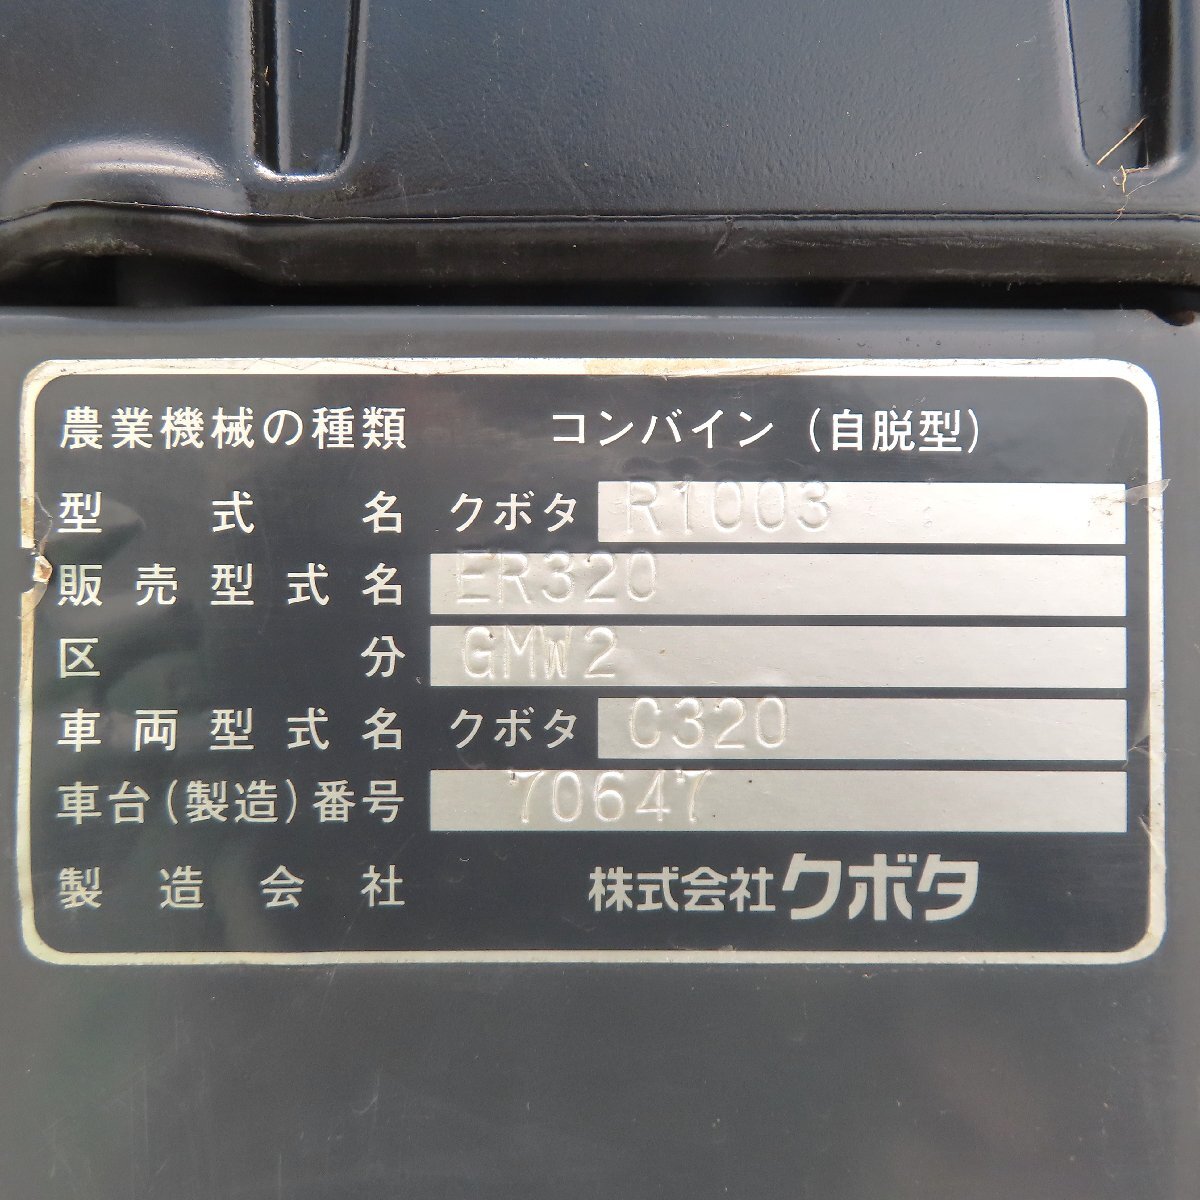 農業機械の種類 コンバイン(自脱型)
型式名 クボタ R1003
販売型式名 ER320
区分 GMW2
車両型式名 クボタ C320
車台(製造)番号 70647
製造会社 株式会社クボタ